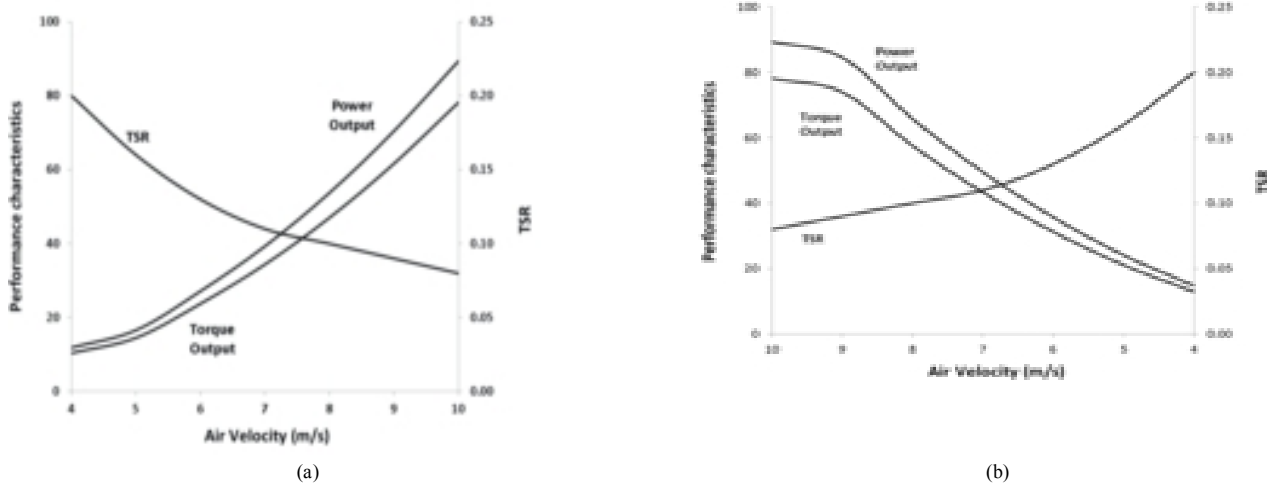 100
80
60
40
20
0
Performance characteristics
0.25
0.20
0.15
0.10
0.05
0.00
TSR
TSR
Power
Output
Torque
Output
4 5 6 7 8 9 10
Air Velocity (m/s)
(a)
100
80
60
40
20
0
Performance characteristics
0.25
0.20
0.15
0.10
0.05
0.00
TSR
Power
Output
Torque
Output
TSR
10 9 8 7 6 5 4
Air Velocity (m/s)
(b)